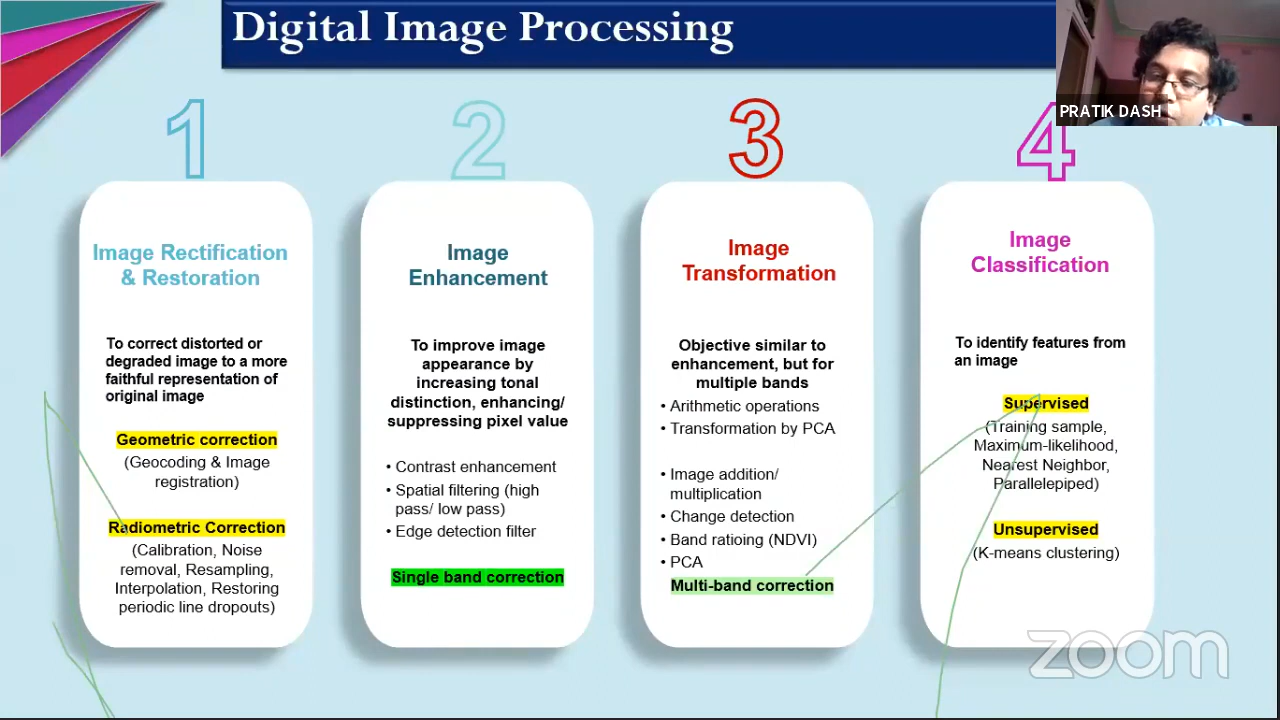 Digital Image Processing
PRATIK DASH
1
Image Rectification
& Restoration
To correct distorted or
degraded image to a more
faithful representation of
original image
Geometric correction
(Geocoding & Image
registration)
Radiometric Correction
(Calibration, Noise
removal, Resampling,
Interpolation, Restoring
periodic line dropouts)
2
Image
Enhancement
To improve image
appearance by
increasing tonal
distinction, enhancing/
suppressing pixel value
• Contrast enhancement
• Spatial filtering (high
pass/ low pass)
• Edge detection filter
Single band correction
3
Image
Transformation
Objective similar to
enhancement, but for
multiple bands
• Arithmetic operations
• Transformation by PCA
• Image addition/
multiplication
• Change detection
• Band ratioing (NDVI)
• PCA
Multi-band correction
4
Image
Classification
To identify features from
an image
Supervised
(Training sample,
Maximum-likelihood,
Nearest Neighbor,
Parallelepiped)
Unsupervised
(K-means clustering)
zoom